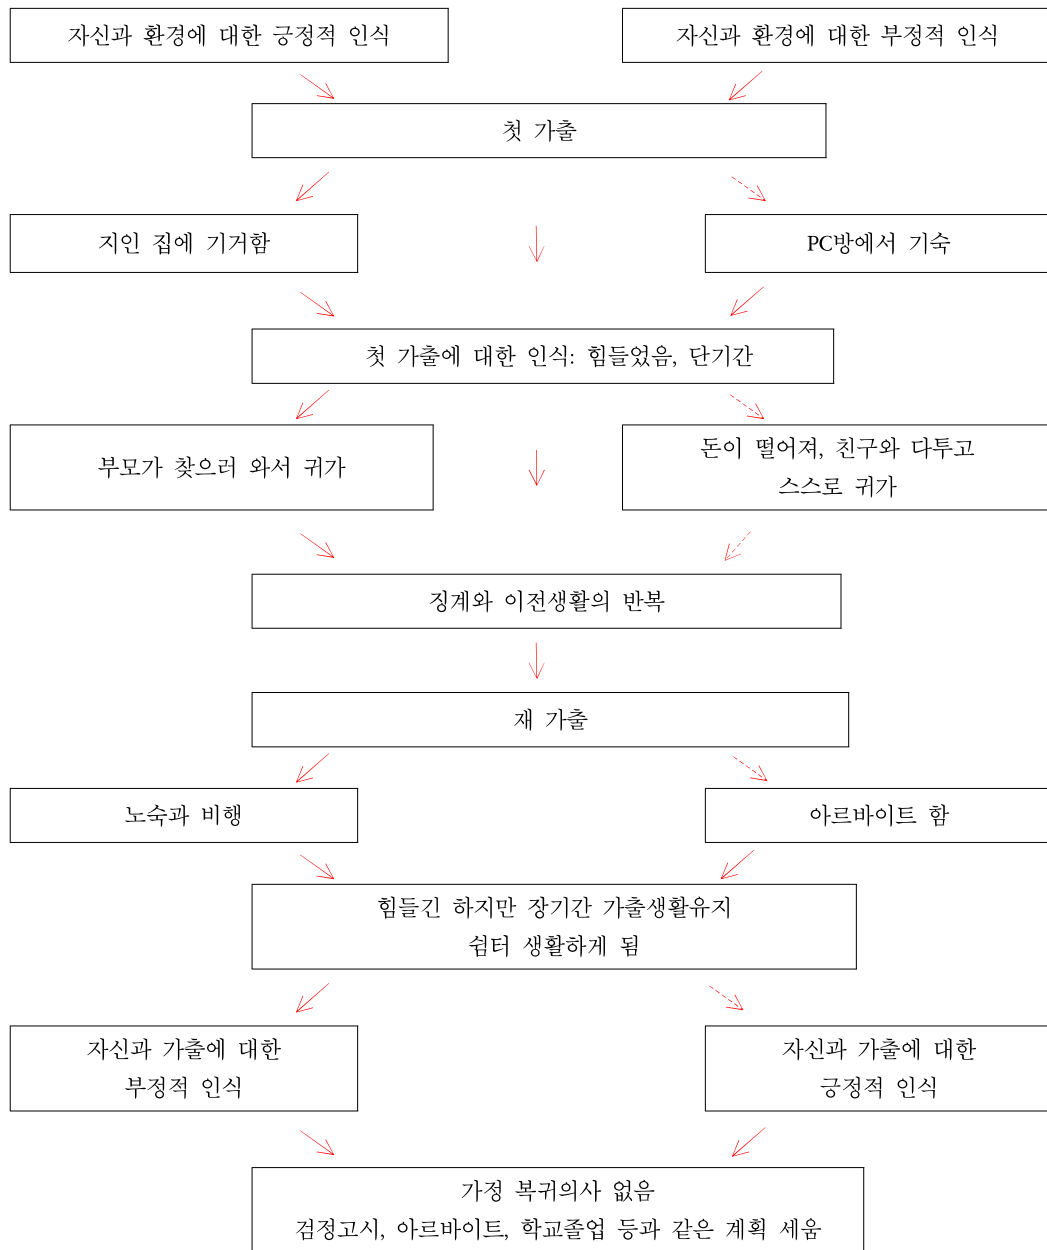 자신과 환경에 대한 긍정적 인식
자신과 환경에 대한 부정적 인식
첫 가출
지인 집에 기거함
PC방에서 기숙
첫 가출에 대한 인식: 힘들었음, 단기간
부모가 찾으러 와서 귀가
돈이 떨어져, 친구와 다투고
스스로 귀가
징계와 이전생활의 반복
재 가출
노숙과 비행
아르바이트 함
힘들긴 하지만 장기간 가출생활유지
쉼터 생활하게 됨
자신과 가출에 대한
부정적 인식
자신과 가출에 대한
긍정적 인식
가정 복귀의사 없음
검정고시, 아르바이트, 학교졸업 등과 같은 계획 세움